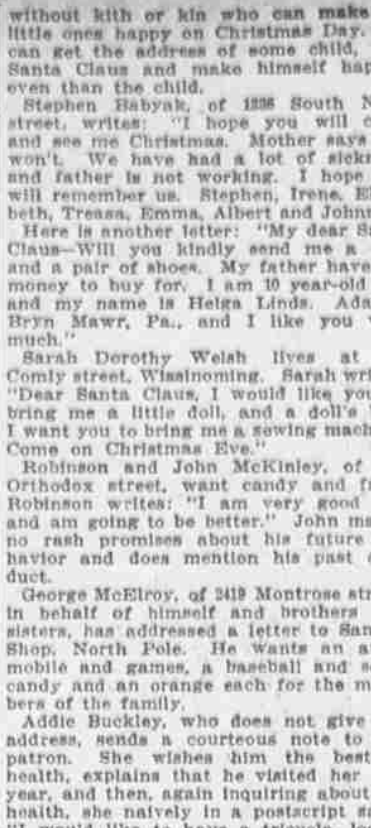 without kith or kin who can make
little ones happy on Christmas Day.
can get the address of some child,
Santa Claus and make himself hap
even than the child.
Stephen Babyak, of 1336 South N
street, writes: "I hope you will c
and see me Christmas. Mother says
won't. We have had a lot of sickn
and father is not working. I hope
will remember us. Stephen, Irene, El
beth, Treasa, Emma, Albert and John
Here is another letter: "My dear Sa
Claus—Will you kindly send me a
and a pair of shoes. My father have
money to buy for. I am 10 year-old
and my name is Helga Linds. Ada
Bryn Mawr, Pa., and I like you v
much."
Sarah Dorothy Welsh lives at
Comly street, Wissinoming. Sarah wri
"Dear Santa Claus, I would like you
bring me a little doll, and a doll's
I want you to bring me a sewing mach
Come on Christmas Eve."
Robinson and John McKinley, of
Orthodox street, want candy and fr
Robinson writes: "I am very good
and am going to be better." John ma
no rash promises about his future
havior and does mention his past c
duct.
George McElroy, of 2419 Montrose str
in behalf of himself and brothers
sisters, has addressed a letter to San
Shop, North Pole. He wants an a
mobile and games, a baseball and s
candy and an orange each for the m
bers of the family.
Addie Buckley, who does not give
address, sends a courteous note to
patron. She wishes him the best
health, explains that he visited her
year, and then, again inquiring about
health, she naively in a postscript sa
"I would like to have a